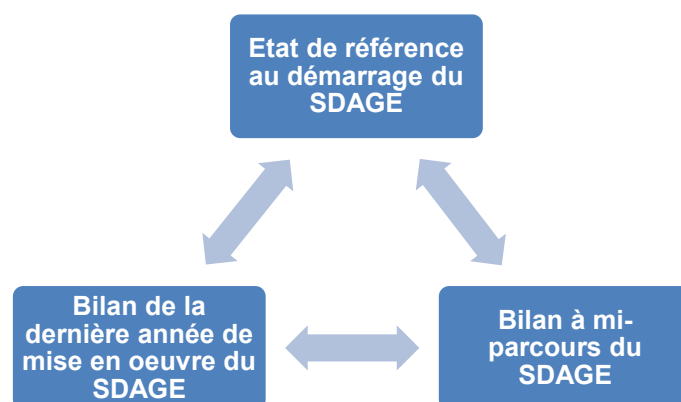 Etat de référence
au démarrage du
SDAGE
Bilan de la
dernière année de
mise en oeuvre du
SDAGE
Bilan à mi-
parcours du
SDAGE